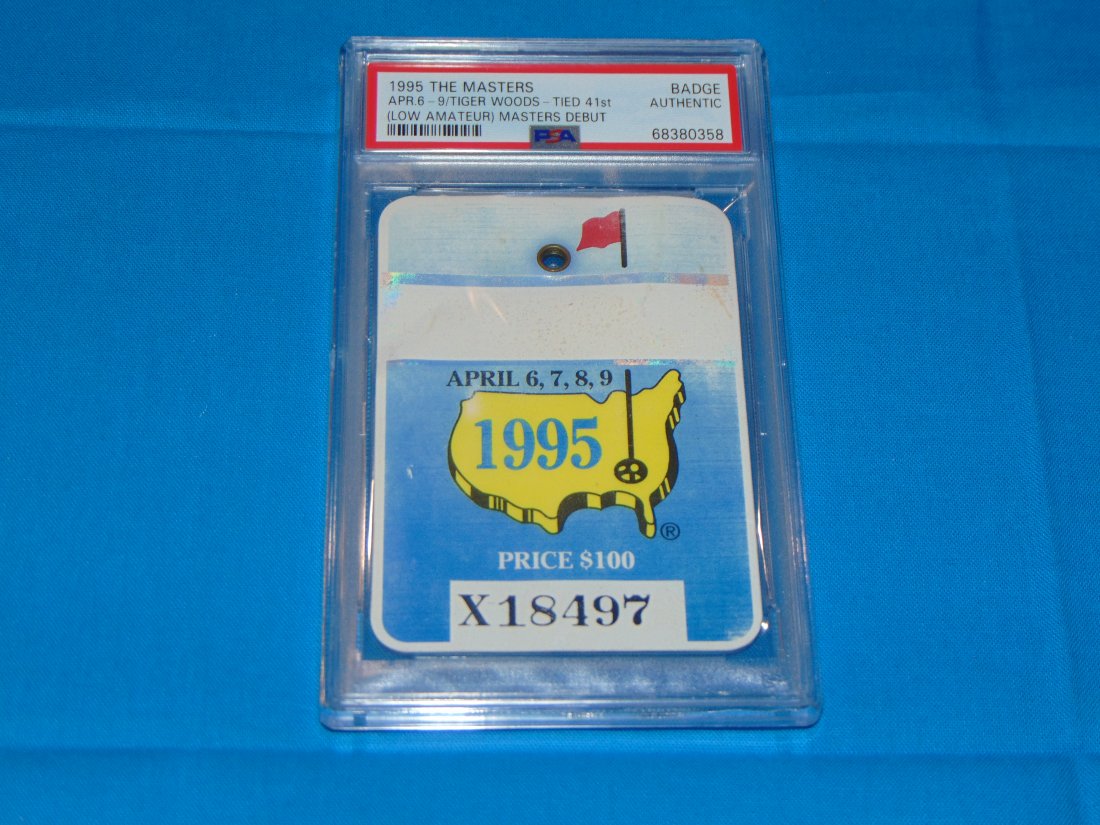 1995 THE MASTERS BADGE
APR.6 – 9/TIGER WOODS – TIED 41st AUTHENTIC
(LOW AMATEUR) MASTERS DEBUT
PSA 68380358
APRIL 6, 7, 8, 9
1995
®
PRICE $100
X18497